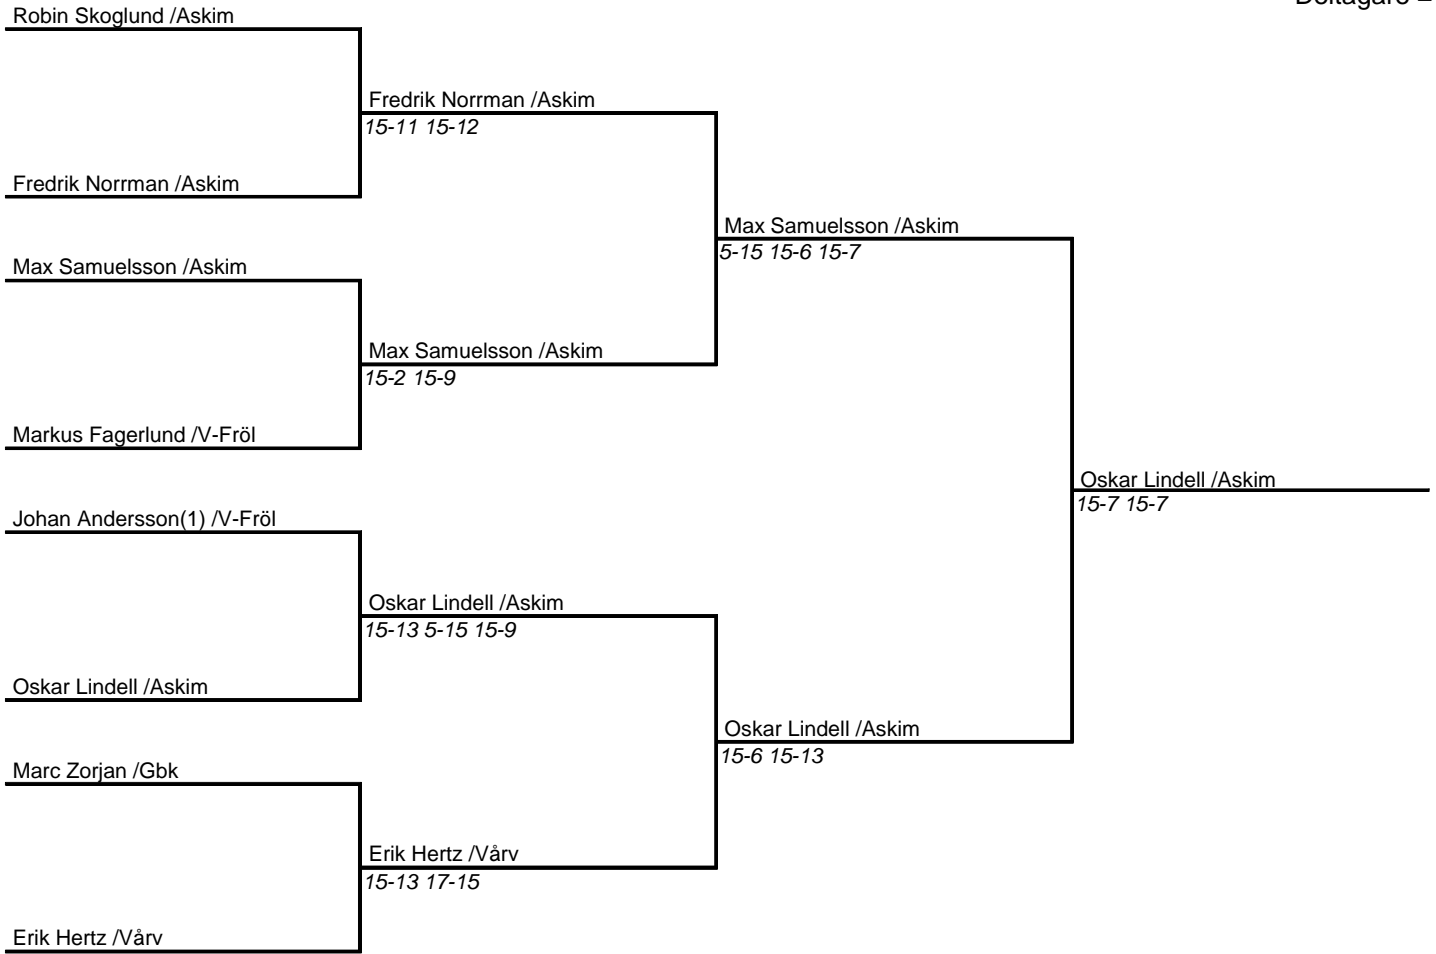 Robin Skoglund /Askim
Fredrik Norrman /Askim
15-11 15-12
Fredrik Norrman /Askim
Max Samuelsson /Askim
5-15 15-6 15-7
Max Samuelsson /Askim
Max Samuelsson /Askim
15-2 15-9
Markus Fagerlund /V-Fröl
Oskar Lindell /Askim
15-7 15-7
Johan Andersson(1) /V-Fröl
Oskar Lindell /Askim
15-13 5-15 15-9
Oskar Lindell /Askim
Oskar Lindell /Askim
15-6 15-13
Marc Zorjan /Gbk
Erik Hertz /Vårv
15-13 17-15
Erik Hertz /Vårv